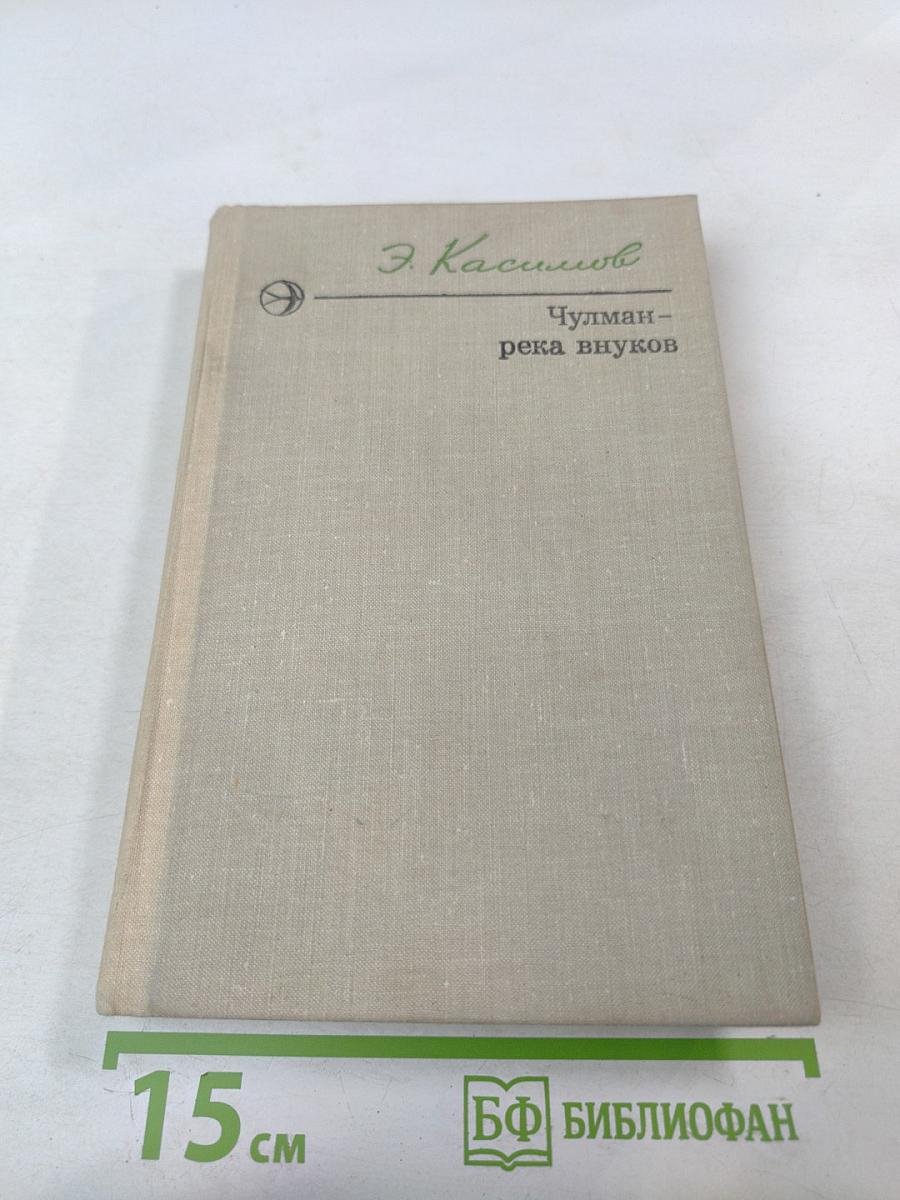 Э. Касимов
Чулман –
река внуков
15 см
БФ БИБЛИОФАН